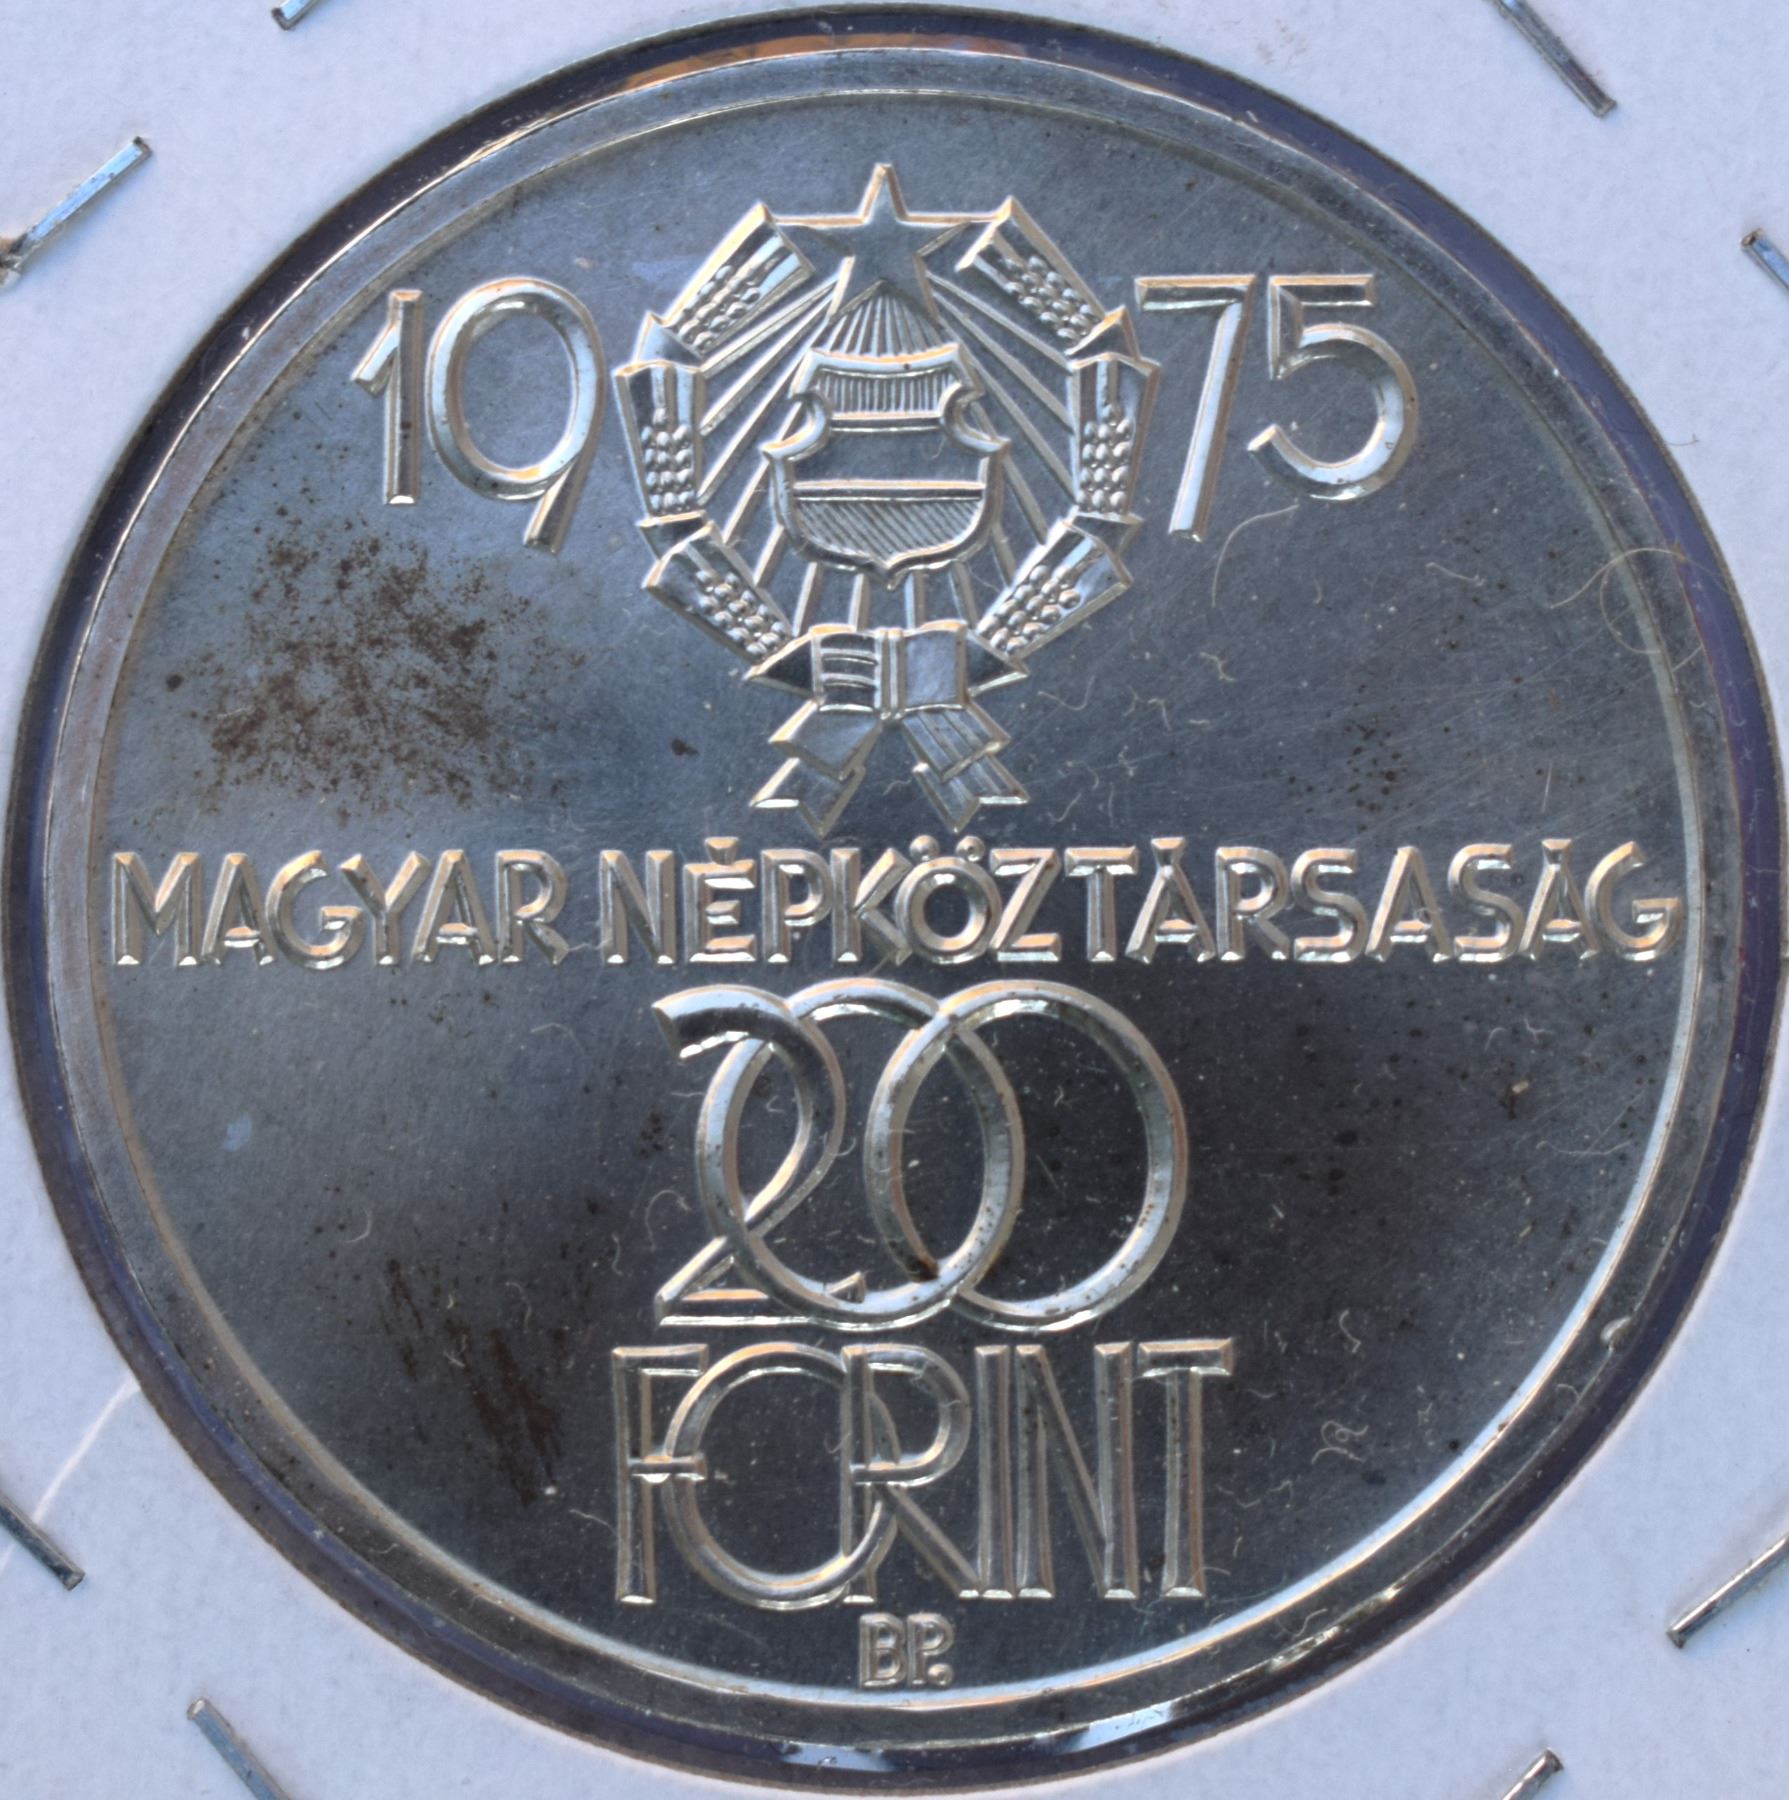 1975
MAGYAR NÉPKÖZTÁRSASÁG
200
FORINT
BP.